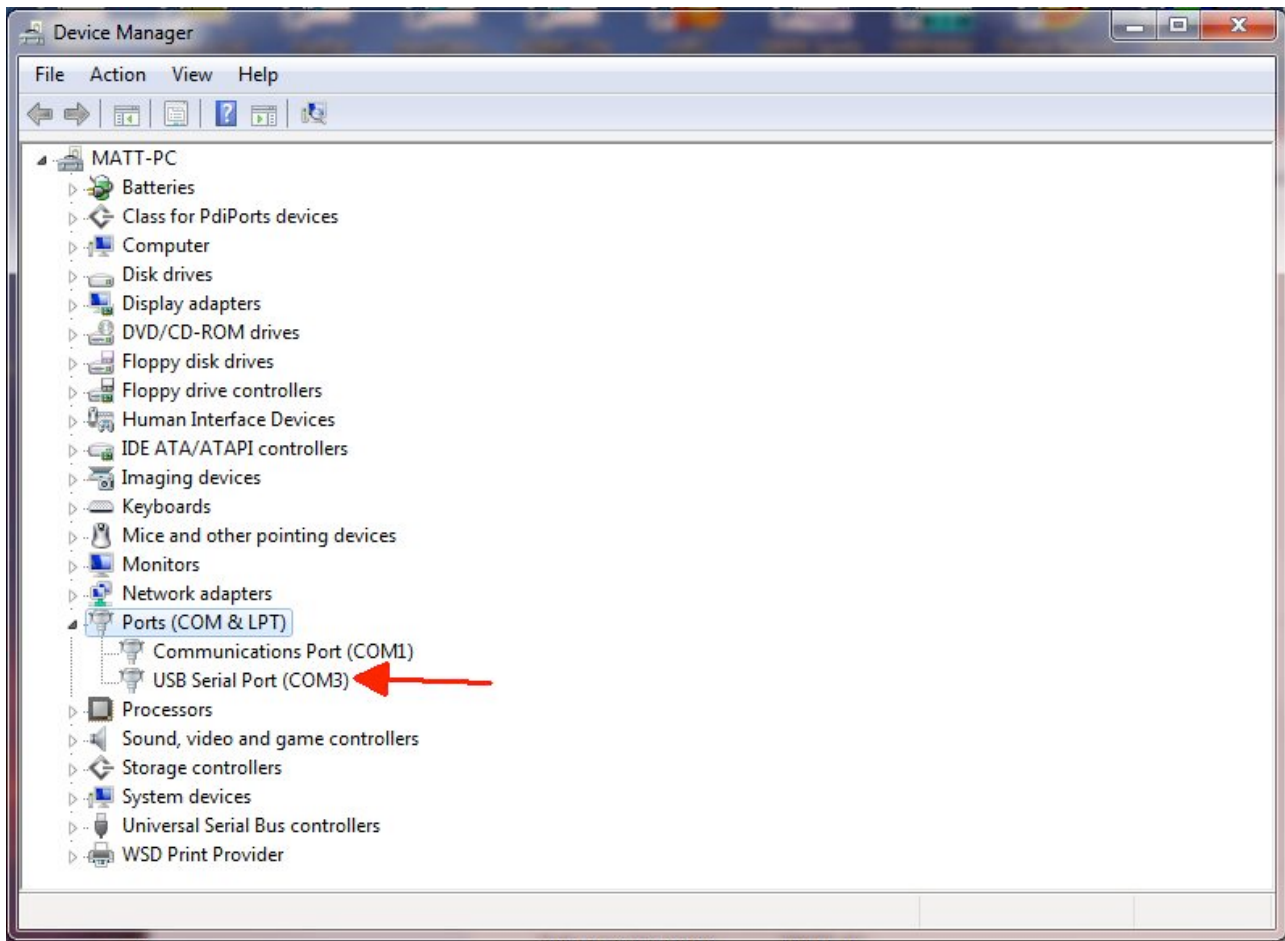 Device Manager
File Action View Help
MATT-PC
Batteries
Class for PdiPorts devices
Computer
Disk drives
Display adapters
DVD/CD-ROM drives
Floppy disk drives
Floppy drive controllers
Human Interface Devices
IDE ATA/ATAPI controllers
Imaging devices
Keyboards
Mice and other pointing devices
Monitors
Network adapters
Ports (COM & LPT)
Communications Port (COM1)
USB Serial Port (COM3)
Processors
Sound, video and game controllers
Storage controllers
System devices
Universal Serial Bus controllers
WSD Print Provider